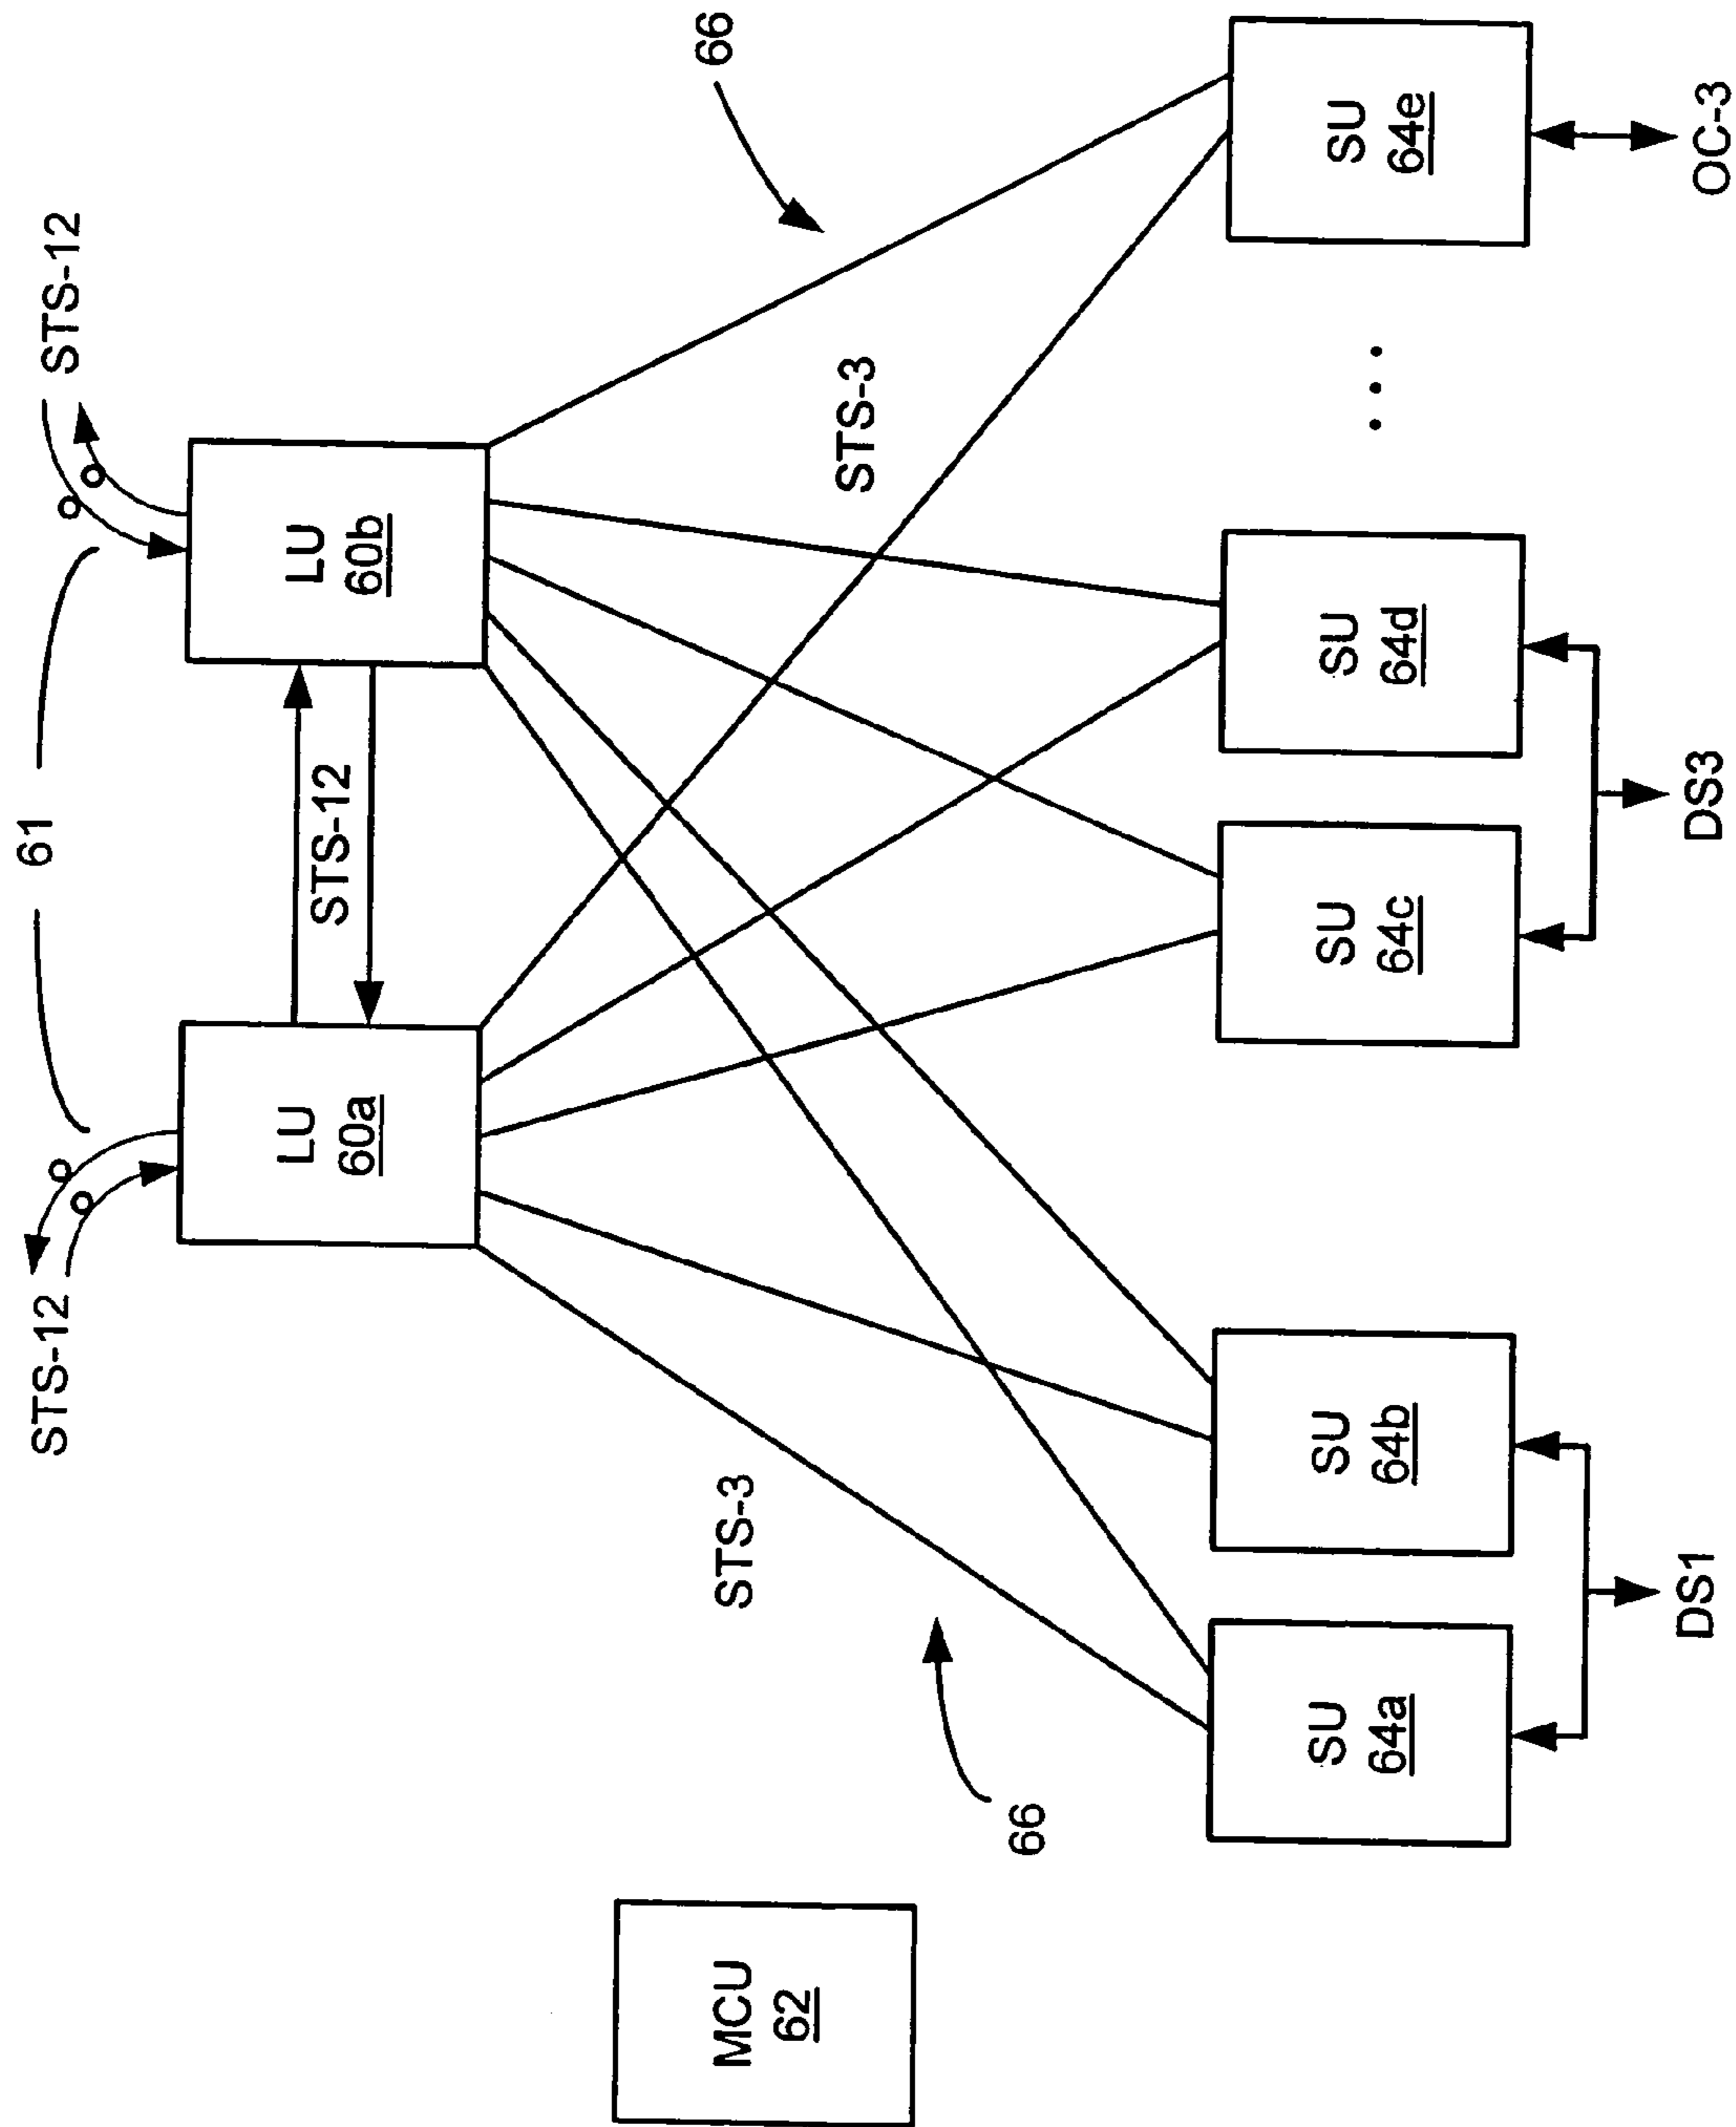 61
STS-12
STS-12
LU
60a
STS-12
LU
60b
66
STS-3
STS-3
66
MCU
62
SU
64a
SU
64b
SU
64c
SU
64d
. . .
SU
64e
DS1
DS3
OC-3